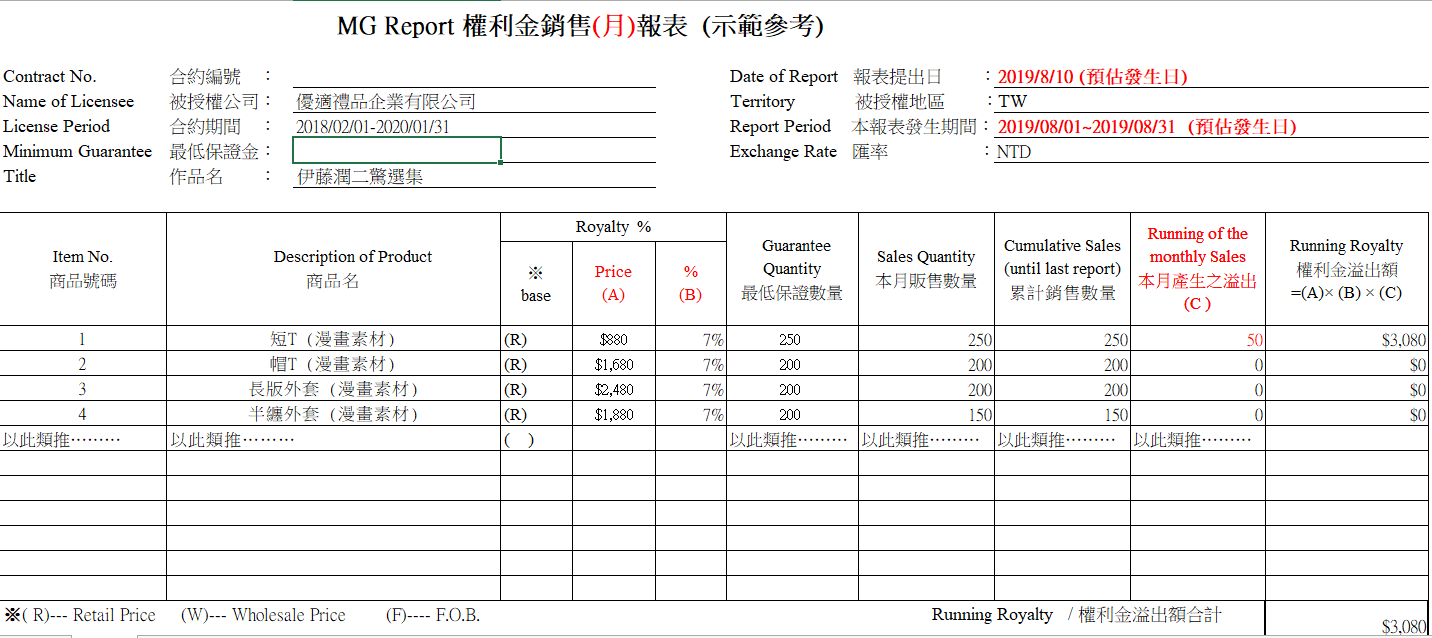 MG Report 權利金銷售(月)報表 (示範參考)
Contract No. 合約編號 : Date of Report 報表提出日 : 2019/8/10 (預估發生日)
Name of Licensee 被授權公司 : 優適禮品企業有限公司 Territory 被授權地區 : TW
License Period 合約期間 : 2018/02/01-2020/01/31 Report Period 本報表發生期間 : 2019/08/01~2019/08/31 (預估發生日)
Minimum Guarantee 最低保證金 : Exchange Rate 匯率 : NTD
Title 作品名 : 伊藤潤二驚選集
Item No.
商品號碼
Description of Product
商品名
Royalty %
※
base
Price
(A)
%
(B)
Guarantee
Quantity
最低保證數量
Sales Quantity
本月販售數量
Cumulative Sales
(until last report)
累計銷售數量
Running of the
monthly Sales
本月產生之溢出
(C )
Running Royalty
權利金溢出額
=(A)× (B) × (C)
1 短T (漫畫素材) (R) $880 7% 250 250 250 50 $3,080
2 帽T (漫畫素材) (R) $1,680 7% 200 200 200 0 $0
3 長版外套 (漫畫素材) (R) $2,480 7% 200 200 200 0 $0
4 半纏外套 (漫畫素材) (R) $1,880 7% 200 150 150 0 $0
以此類推⋯⋯⋯ 以此類推⋯⋯⋯ ( ) 以此類推⋯⋯⋯ 以此類推⋯⋯⋯ 以此類推⋯⋯⋯ 以此類推⋯⋯⋯
※( R)--- Retail Price (W)--- Wholesale Price (F)---- F.O.B. Running Royalty / 權利金溢出額合計 $3,080